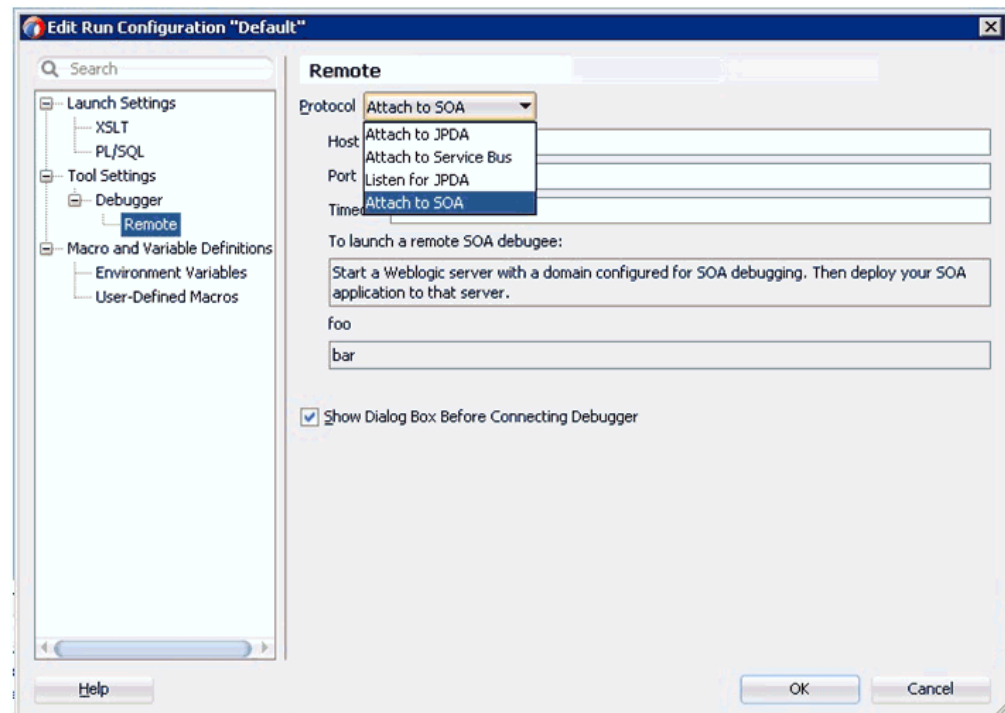 Edit Run Configuration "Default"
Search
Launch Settings
XSLT
PL/SQL
Tool Settings
Debugger
Remote
Macro and Variable Definitions
Environment Variables
User-Defined Macros
Remote
Protocol Attach to SOA
Attach to JPDA
Attach to Service Bus
Listen for JPDA
Attach to SOA
Host
Port
To launch a remote SOA debugee:
Start a Weblogic server with a domain configured for SOA debugging. Then deploy your SOA
application to that server.
foo
bar
Show Dialog Box Before Connecting Debugger
Help
OK
Cancel